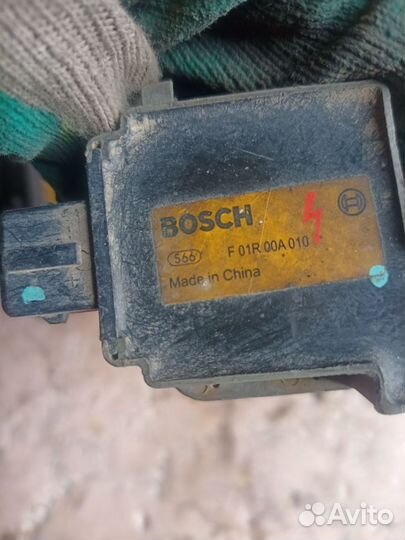 BOSCH
566 F 01R 00A 010
Made in China
Avito